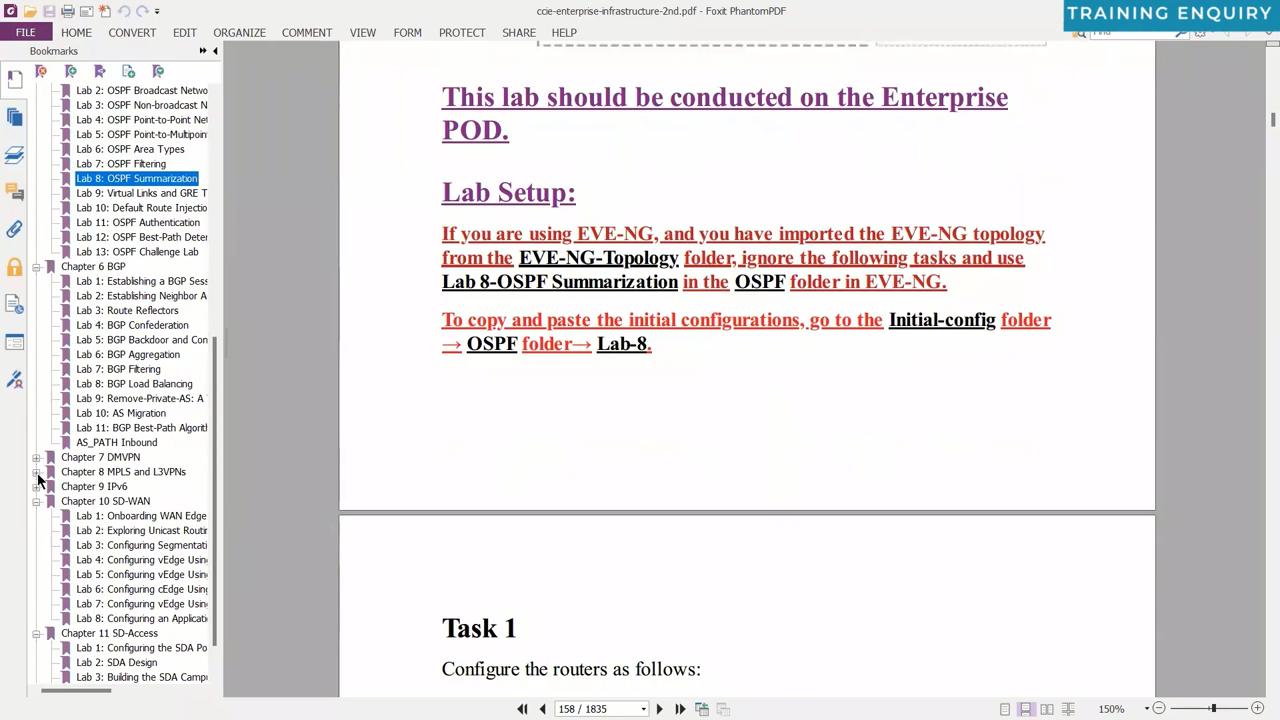 ccie-enterprise-infrastructure-2nd.pdf - Foxit PhantomPDF
TRAINING ENQUIRY
FILE HOME CONVERT EDIT ORGANIZE COMMENT VIEW FORM PROTECT SHARE HELP
Find
Bookmarks
Lab 2: OSPF Broadcast Netwo
Lab 3: OSPF Non-broadcast N
Lab 4: OSPF Point-to-Point Net
Lab 5: OSPF Point-to-Multipoin
Lab 6: OSPF Area Types
Lab 7: OSPF Filtering
Lab 8: OSPF Summarization
Lab 9: Virtual Links and GRE T
Lab 10: Default Route Injectio
Lab 11: OSPF Authentication
Lab 12: OSPF Best-Path Deter
Lab 13: OSPF Challenge Lab
Chapter 6 BGP
Lab 1: Establishing a BGP Sess
Lab 2: Establishing Neighbor A
Lab 3: Route Reflectors
Lab 4: BGP Confederation
Lab 5: BGP Backdoor and Con
Lab 6: BGP Aggregation
Lab 7: BGP Filtering
Lab 8: BGP Load Balancing
Lab 9: Remove-Private-AS: A
Lab 10: AS Migration
Lab 11: BGP Best-Path Algorit
AS_PATH Inbound
Chapter 7 DMVPN
Chapter 8 MPLS and L3VPNs
Chapter 9 IPv6
Chapter 10 SD-WAN
Lab 1: Onboarding WAN Edge
Lab 2: Exploring Unicast Routin
Lab 3: Configuring Segmentati
Lab 4: Configuring vEdge Usin
Lab 5: Configuring vEdge Usin
Lab 6: Configuring cEdge Using
Lab 7: Configuring vEdge Usin
Lab 8: Configuring an Applicati
Chapter 11 SD-Access
Lab 1: Configuring the SDA Po
Lab 2: SDA Design
Lab 3: Building the SDA Camp
This lab should be conducted on the Enterprise
POD.
Lab Setup:
If you are using EVE-NG, and you have imported the EVE-NG topology
from the EVE-NG-Topology folder, ignore the following tasks and use
Lab 8-OSPF Summarization in the OSPF folder in EVE-NG.
To copy and paste the initial configurations, go to the Initial-config folder
→ OSPF folder→ Lab-8.
Task 1
Configure the routers as follows:
158 / 1835
150%